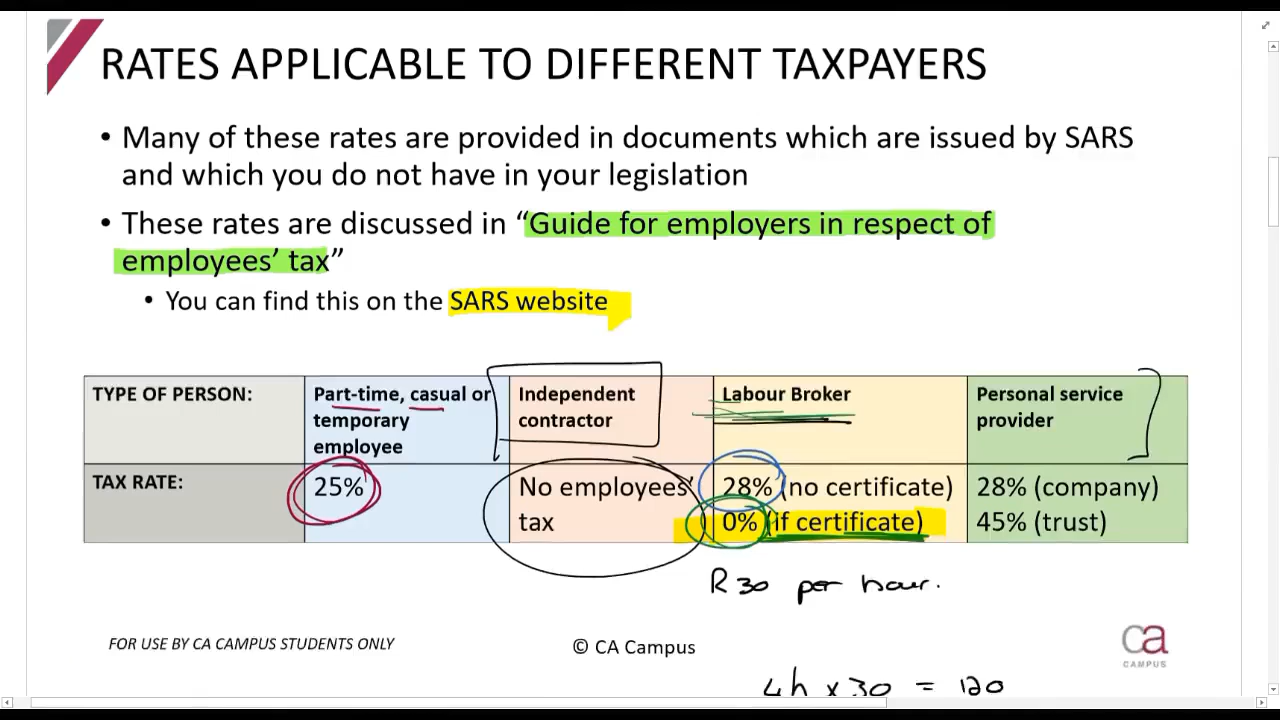 RATES APPLICABLE TO DIFFERENT TAXPAYERS
• Many of these rates are provided in documents which are issued by SARS
and which you do not have in your legislation
• These rates are discussed in “Guide for employers in respect of
employees’ tax”
• You can find this on the SARS website
TYPE OF PERSON:
Part-time, casual or
temporary
employee
Independent
contractor
Labour Broker
Personal service
provider
TAX RATE:
25%
No employees’
tax
28% (no certificate)
0% (if certificate)
28% (company)
45% (trust)
R30 per hour.
FOR USE BY CA CAMPUS STUDENTS ONLY
© CA Campus
ca
CAMPUS
4h x 30 = 120